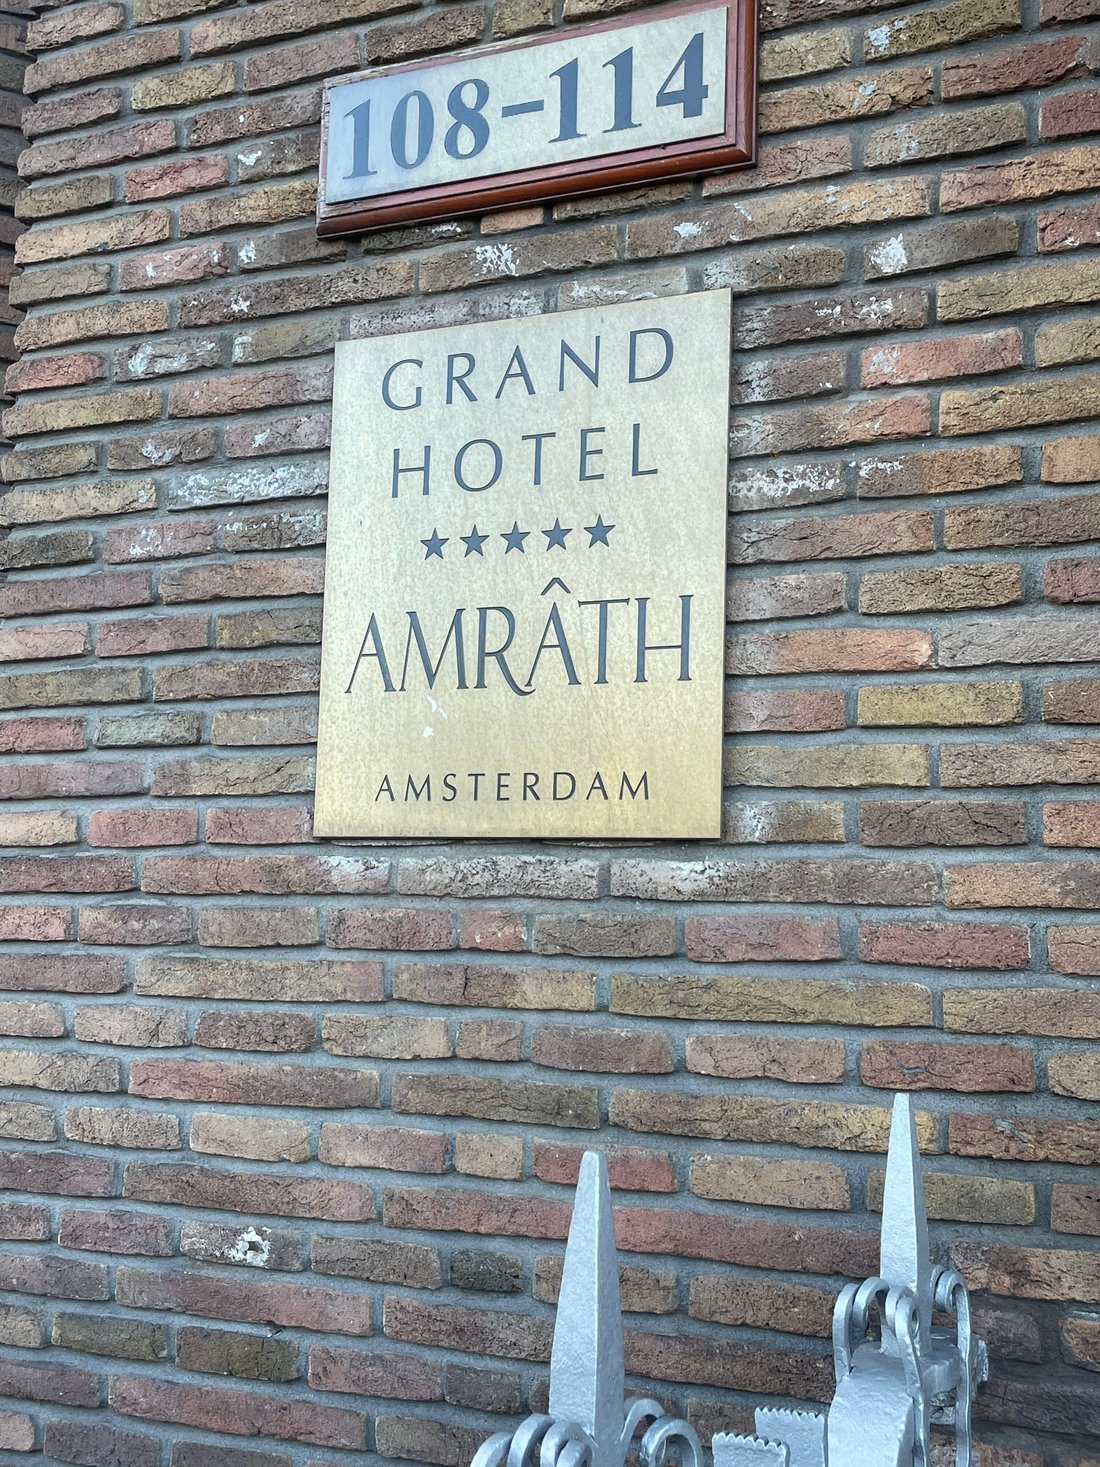 108-114
GRAND
HOTEL
★★★★★
AMRÂTH
AMSTERDAM